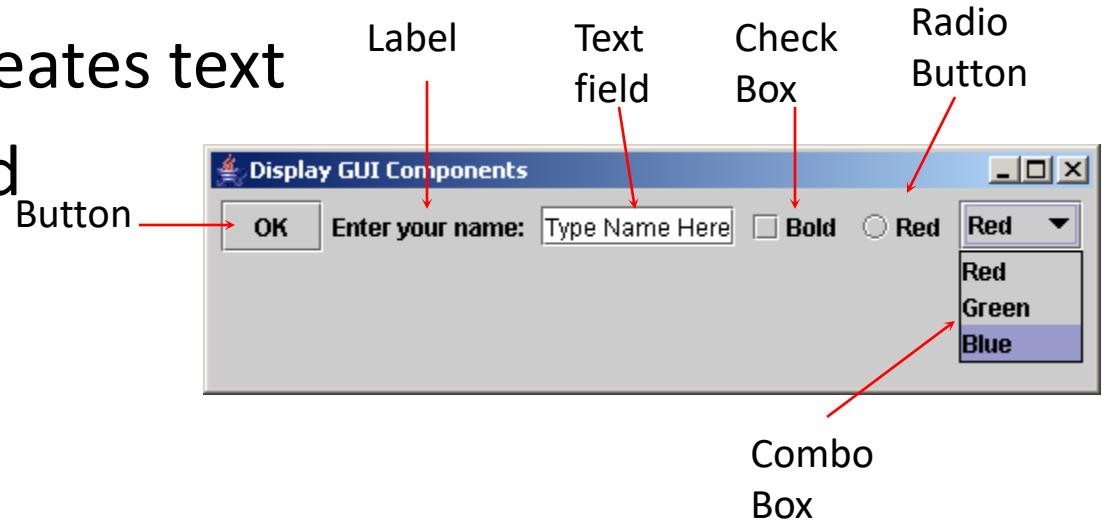 eates text
d
Label
Text
field
Check
Box
Radio
Button
Button
Display GUI Components
OK Enter your name: Type Name Here Bold Red Red
Red
Green
Blue
Combo
Box